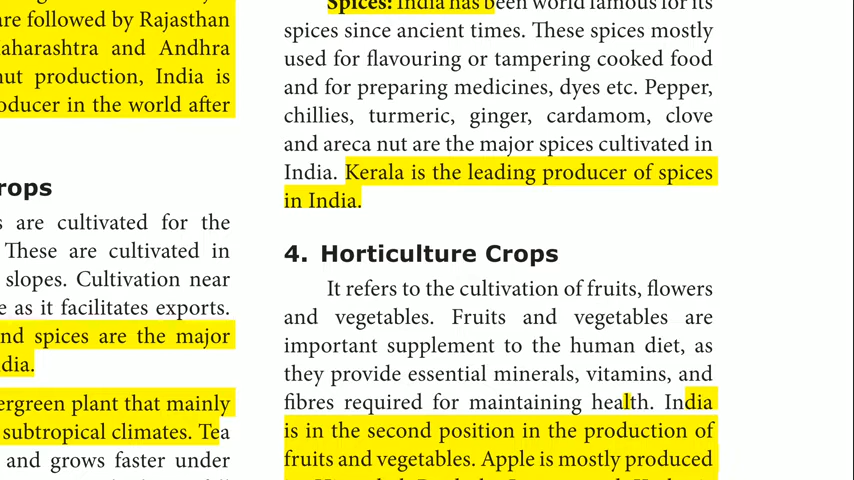 are followed by Rajasthan
aharashtra and Andhra
nut production, India is
oducer in the world after
rops
s are cultivated for the
These are cultivated in
slopes. Cultivation near
e as it facilitates exports.
nd spices are the major
dia.
ergreen plant that mainly
subtropical climates. Tea
and grows faster under
Spices: India has been world famous for its
spices since ancient times. These spices mostly
used for flavouring or tampering cooked food
and for preparing medicines, dyes etc. Pepper,
chillies, turmeric, ginger, cardamom, clove
and areca nut are the major spices cultivated in
India. Kerala is the leading producer of spices
in India.
4. Horticulture Crops
It refers to the cultivation of fruits, flowers
and vegetables. Fruits and vegetables are
important supplement to the human diet, as
they provide essential minerals, vitamins, and
fibres required for maintaining health. India
is in the second position in the production of
fruits and vegetables. Apple is mostly produced